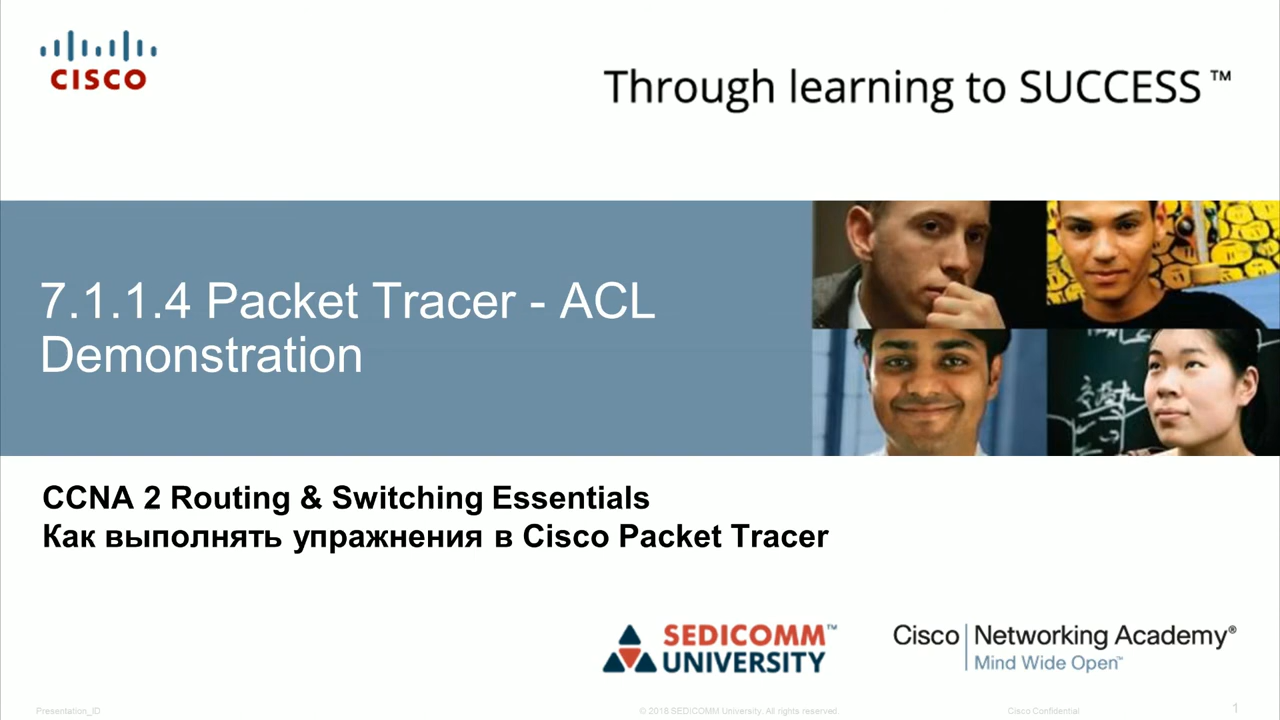 CISCO
Through learning to SUCCESS™
7.1.1.4 Packet Tracer - ACL
Demonstration
CCNA 2 Routing & Switching Essentials
Как выполнять упражнения в Cisco Packet Tracer
SEDICOMM™
UNIVERSITY
Cisco Networking Academy®
Mind Wide Open™
Presentation_ID
© 2018 SEDICOMM University. All rights reserved.
Cisco Confidential
1